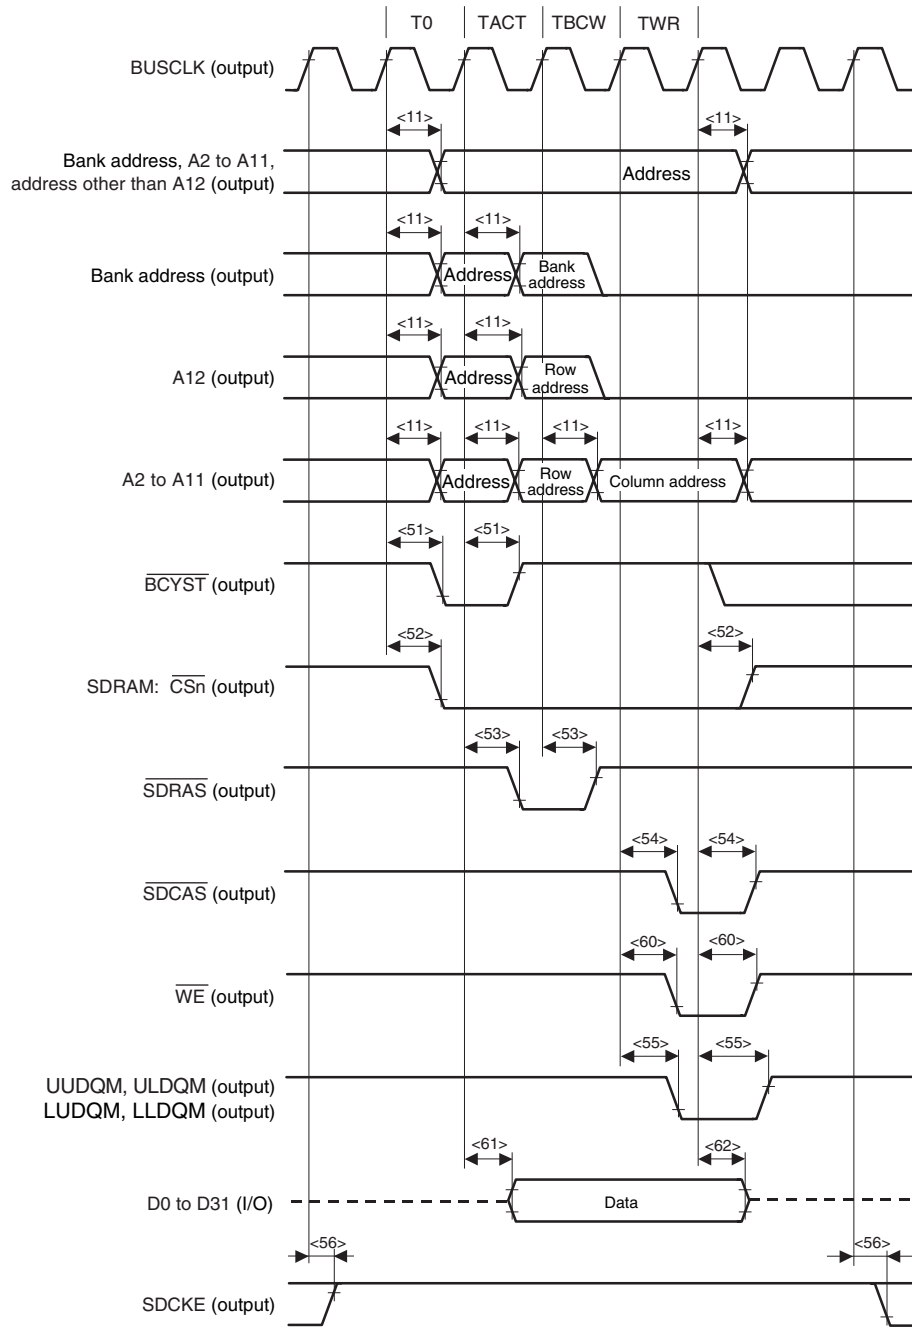 T0 TACT TBCW TWR
BUSCLK (output)
<11> <11>
Bank address, A2 to A11,
address other than A12 (output)
Address
<11> <11>
Bank address (output)
Address
Bank
address
<11> <11>
A12 (output)
Address
Row
address
<11> <11> <11> <11>
A2 to A11 (output)
Address
Row
address
Column address
<51> <51>
BCYST (output)
<52> <52>
SDRAM: CSn (output)
<53> <53>
SDRAS (output)
<54> <54>
SDCAS (output)
<60> <60>
WE (output)
<55> <55>
UUDQM, ULDQM (output)
LUDQM, LLDQM (output)
<61> <62>
D0 to D31 (I/O)
Data
<56> <56>
SDCKE (output)